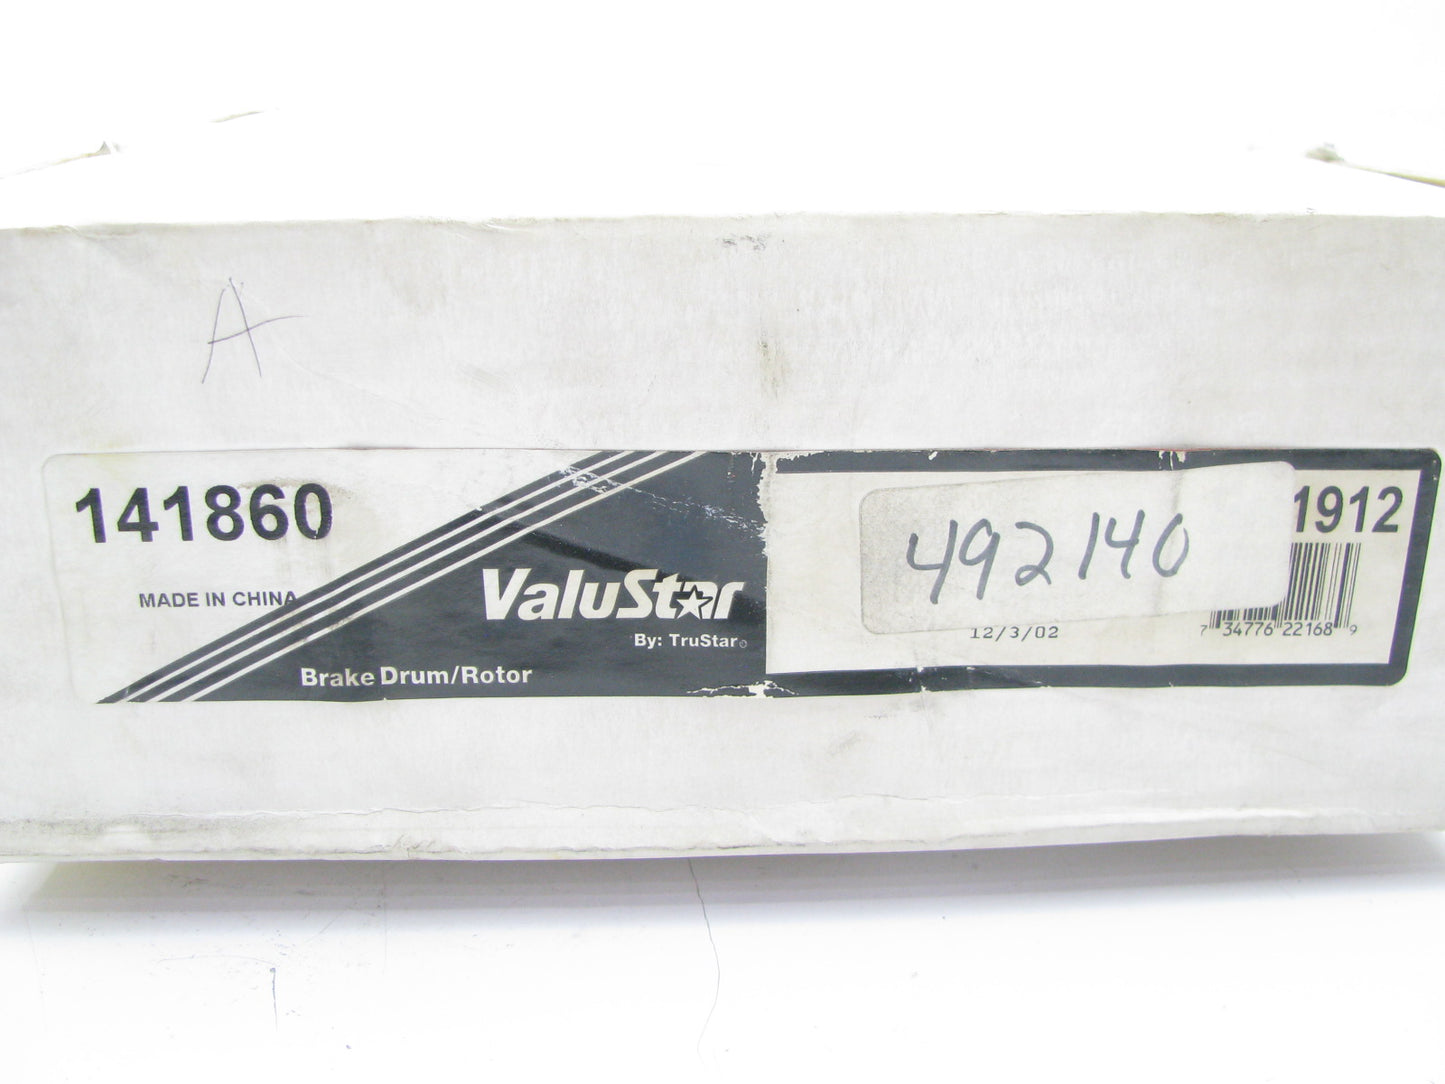 A
141860
MADE IN CHINA
ValuStar
By: TruStar®
Brake Drum/Rotor
492140
1912
12/3/02
7 34776 22168 9